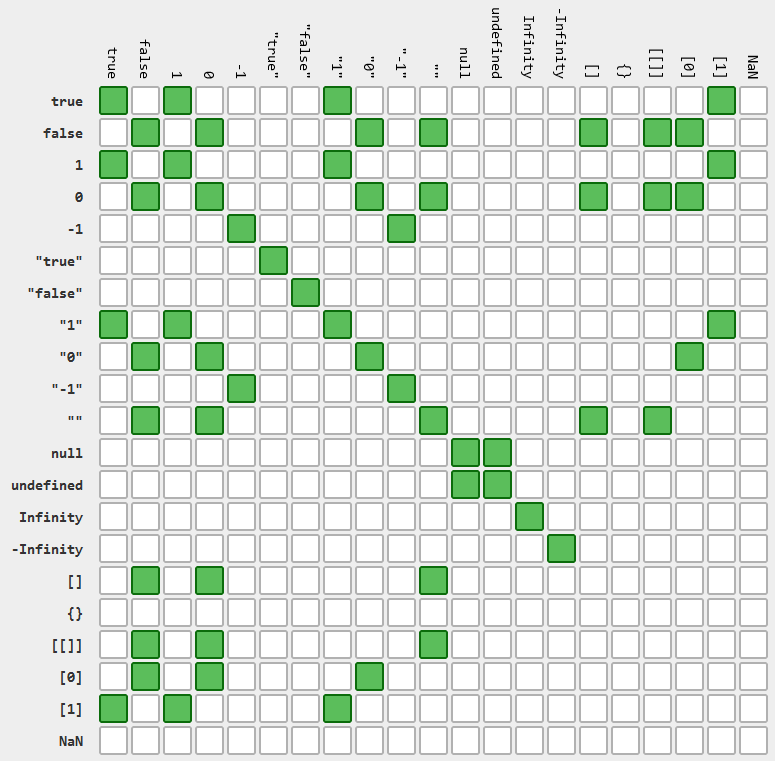 true
false
1
0
-1
"true"
"false"
"1"
"0"
"-1"
""
null
undefined
Infinity
-Infinity
[]
{}
[[]]
[0]
[1]
NaN
true
false
1
0
-1
"true"
"false"
"1"
"0"
"-1"
""
null
undefined
Infinity
-Infinity
[]
{}
[[]]
[0]
[1]
NaN